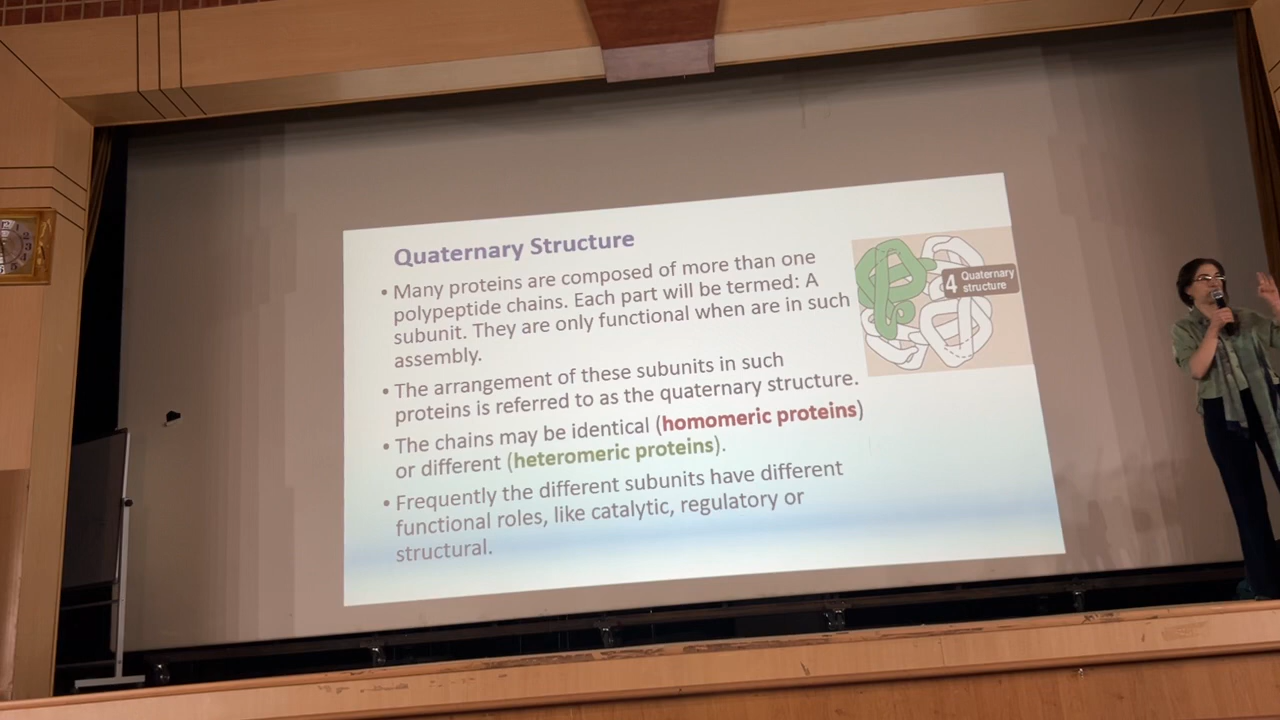 Quaternary Structure
• Many proteins are composed of more than one
polypeptide chains. Each part will be termed: A
subunit. They are only functional when are in such
assembly.
• The arrangement of these subunits in such
proteins is referred to as the quaternary structure.
• The chains may be identical (homomeric proteins)
or different (heteromeric proteins).
• Frequently the different subunits have different
functional roles, like catalytic, regulatory or
structural.
4 Quaternary
structure